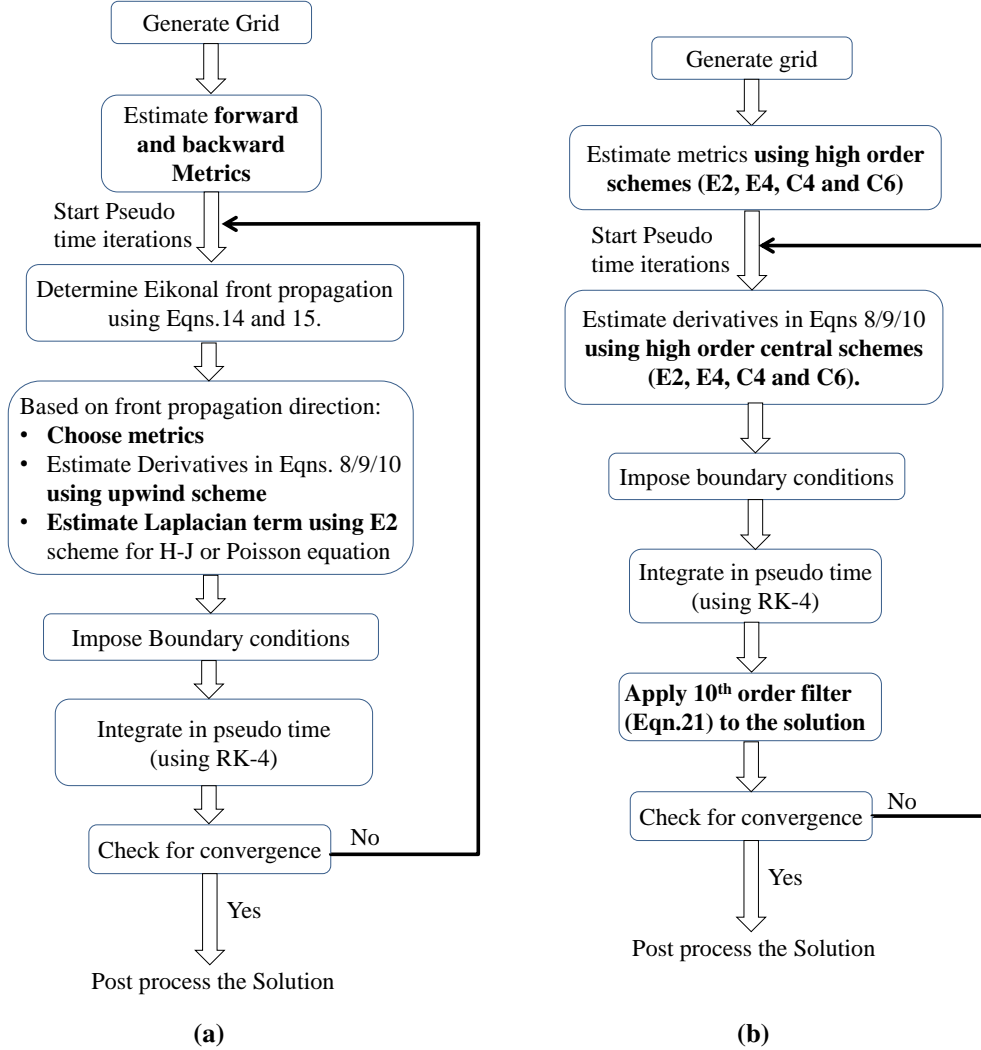 Generate Grid
Estimate forward
and backward
Metrics
Start Pseudo
time iterations
Determine Eikonal front propagation
using Eqns.14 and 15.
Based on front propagation direction:
• Choose metrics
• Estimate Derivatives in Eqns. 8/9/10
using upwind scheme
• Estimate Laplacian term using E2
scheme for H-J or Poisson equation
Impose Boundary conditions
Integrate in pseudo time
(using RK-4)
Check for convergence
No
Yes
Post process the Solution
(a)
Generate grid
Estimate metrics using high order
schemes (E2, E4, C4 and C6)
Start Pseudo
time iterations
Estimate derivatives in Eqns 8/9/10
using high order central schemes
(E2, E4, C4 and C6).
Impose boundary conditions
Integrate in pseudo time
(using RK-4)
Apply 10th order filter
(Eqn.21) to the solution
Check for convergence
No
Yes
Post process the Solution
(b)